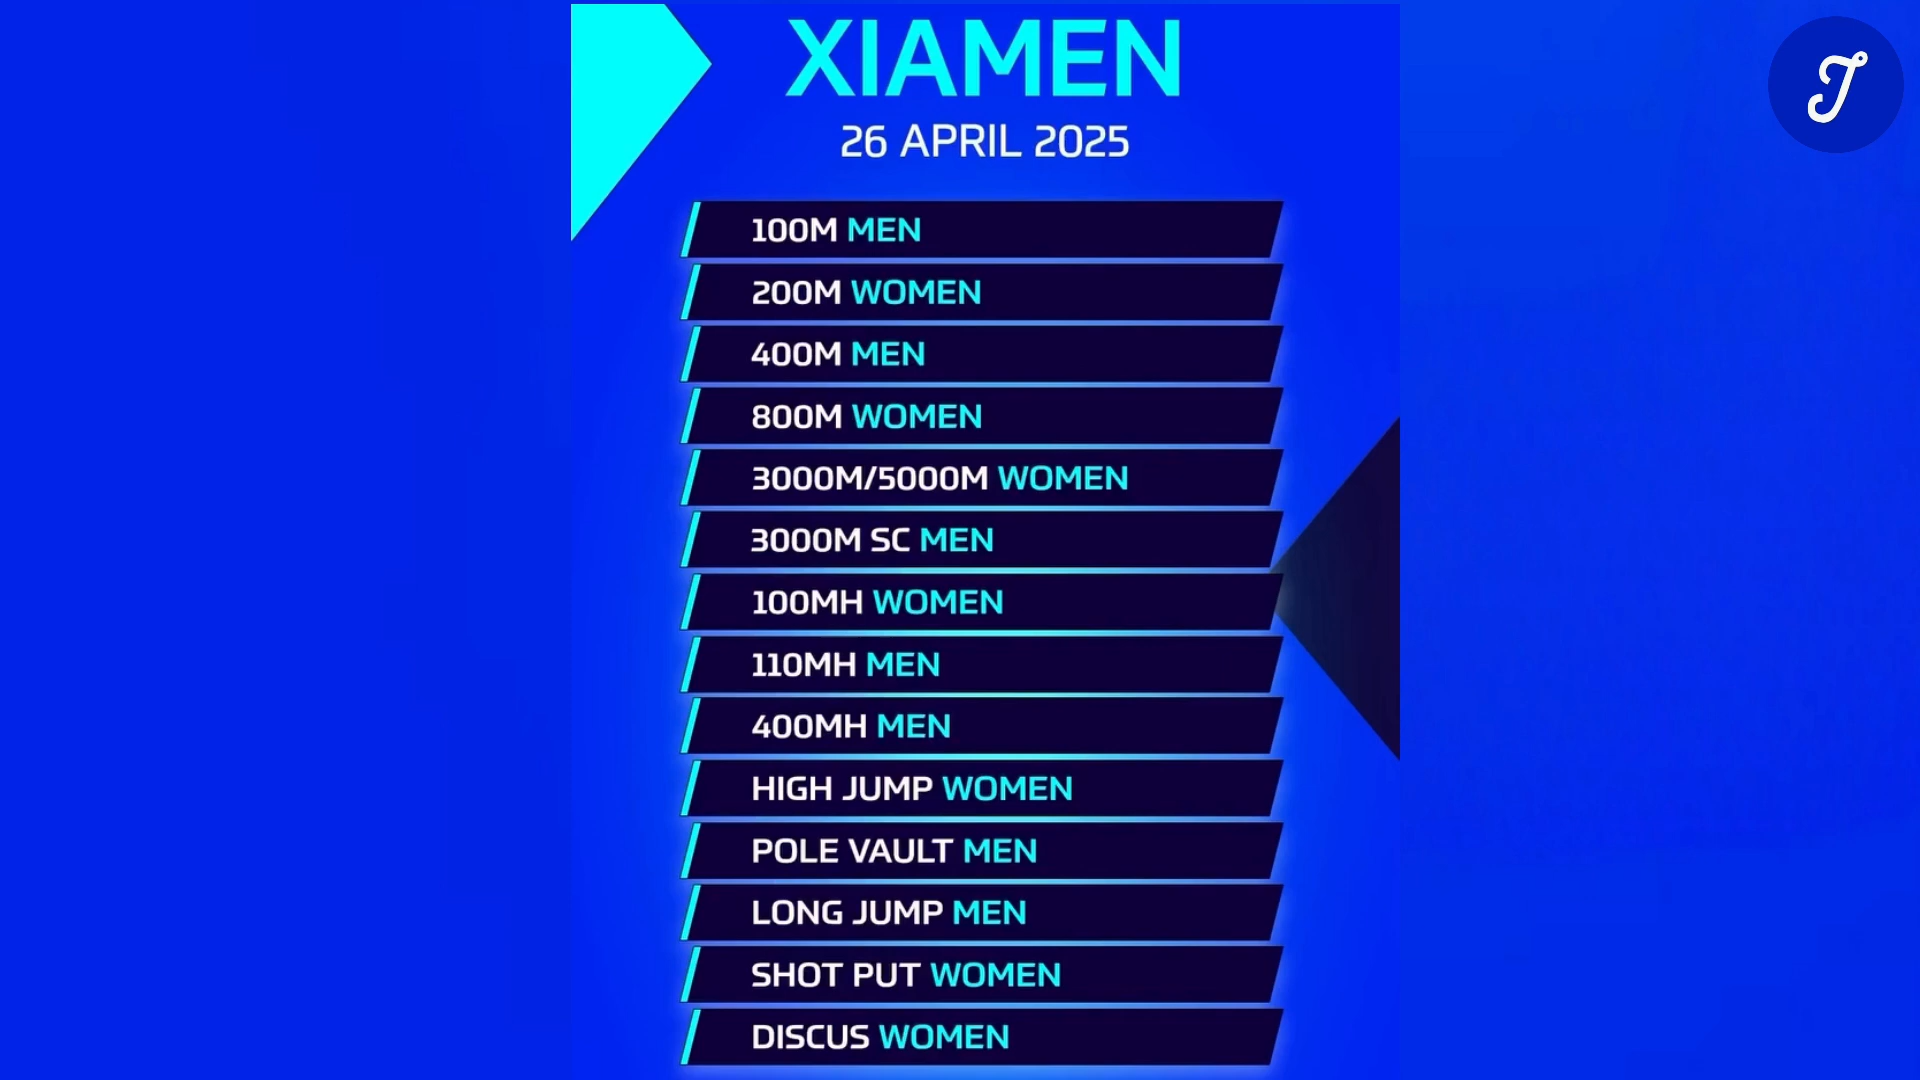 XIAMEN
26 APRIL 2025
100M MEN
200M WOMEN
400M MEN
800M WOMEN
3000M/5000M WOMEN
3000M SC MEN
100MH WOMEN
110MH MEN
400MH MEN
HIGH JUMP WOMEN
POLE VAULT MEN
LONG JUMP MEN
SHOT PUT WOMEN
DISCUS WOMEN
J